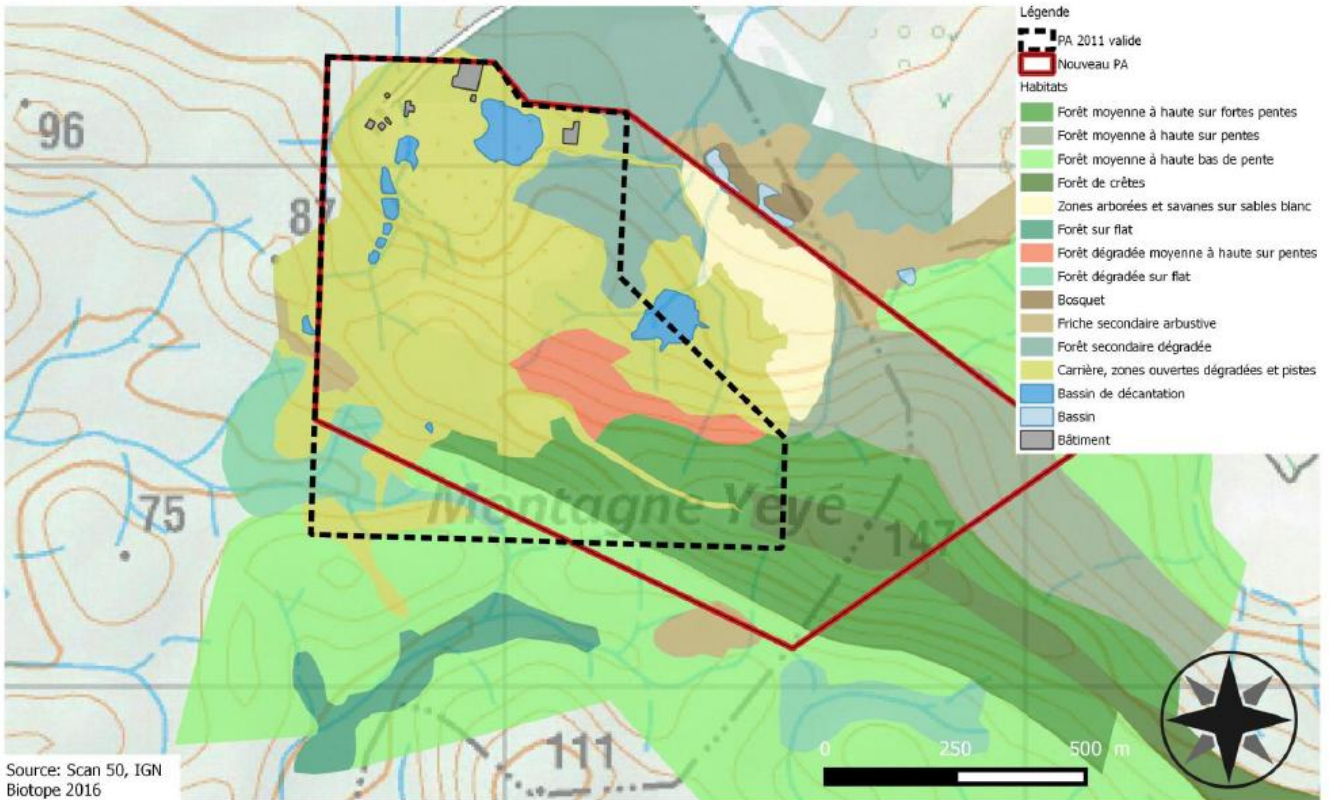 Légende
PA 2011 valide
Nouveau PA
Habitats
Forêt moyenne à haute sur fortes pentes
Forêt moyenne à haute sur pentes
Forêt moyenne à haute bas de pente
Forêt de crêtes
Zones arborées et savanes sur sables blanc
Forêt sur flat
Forêt dégradée moyenne à haute sur pentes
Forêt dégradée sur flat
Bosquet
Friche secondaire arbustive
Forêt secondaire dégradée
Carrière, zones ouvertes dégradées et pistes
Bassin de décantation
Bassin
Bâtiment
96
87
75
Montagne Yéyé
147
111
0 250 500 m
Source: Scan 50, IGN
Biotope 2016